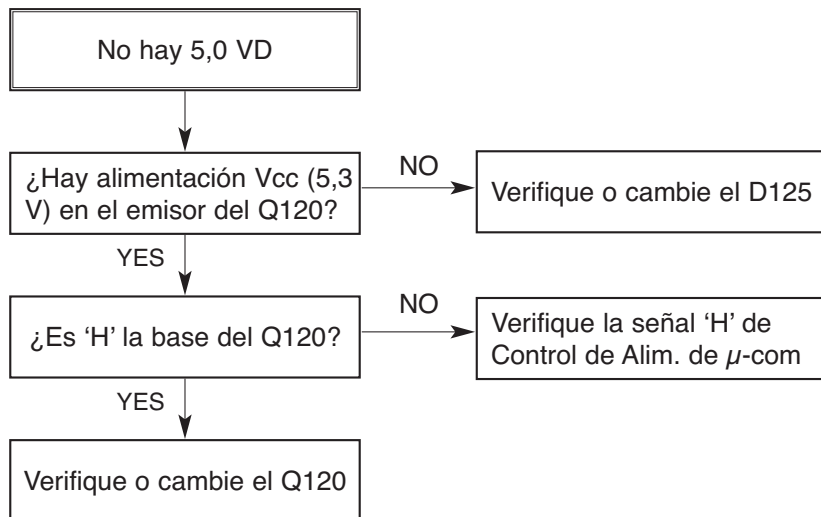 No hay 5,0 VD
¿Hay alimentación Vcc (5,3
V) en el emisor del Q120?
NO
Verifique o cambie el D125
YES
¿Es ‘H’ la base del Q120?
NO
Verifique la señal ‘H’ de
Control de Alim. de μ-com
YES
Verifique o cambie el Q120